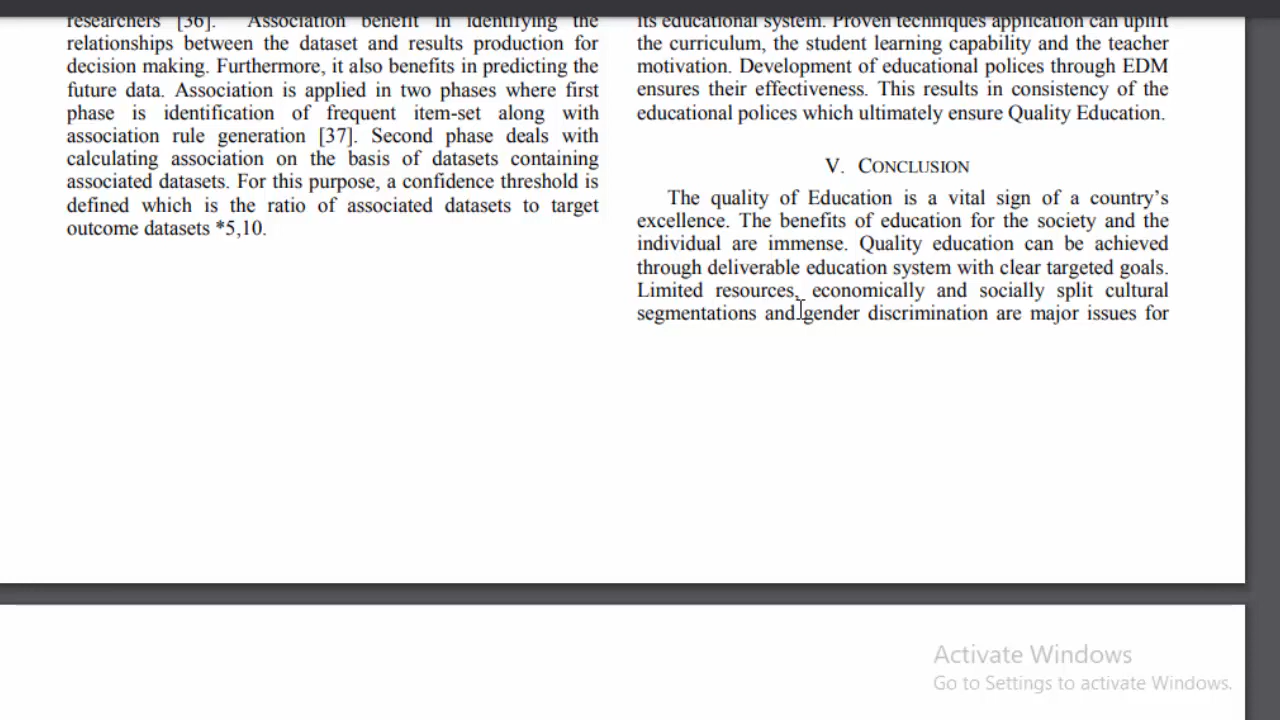 researchers [36]. Association benefit in identifying the
relationships between the dataset and results production for
decision making. Furthermore, it also benefits in predicting the
future data. Association is applied in two phases where first
phase is identification of frequent item-set along with
association rule generation [37]. Second phase deals with
calculating association on the basis of datasets containing
associated datasets. For this purpose, a confidence threshold is
defined which is the ratio of associated datasets to target
outcome datasets *5,10.
its educational system. Proven techniques application can uplift
the curriculum, the student learning capability and the teacher
motivation. Development of educational polices through EDM
ensures their effectiveness. This results in consistency of the
educational polices which ultimately ensure Quality Education.
V. CONCLUSION
The quality of Education is a vital sign of a country's
excellence. The benefits of education for the society and the
individual are immense. Quality education can be achieved
through deliverable education system with clear targeted goals.
Limited resources, economically and socially split cultural
segmentations and gender discrimination are major issues for
Activate Windows
Go to Settings to activate Windows.